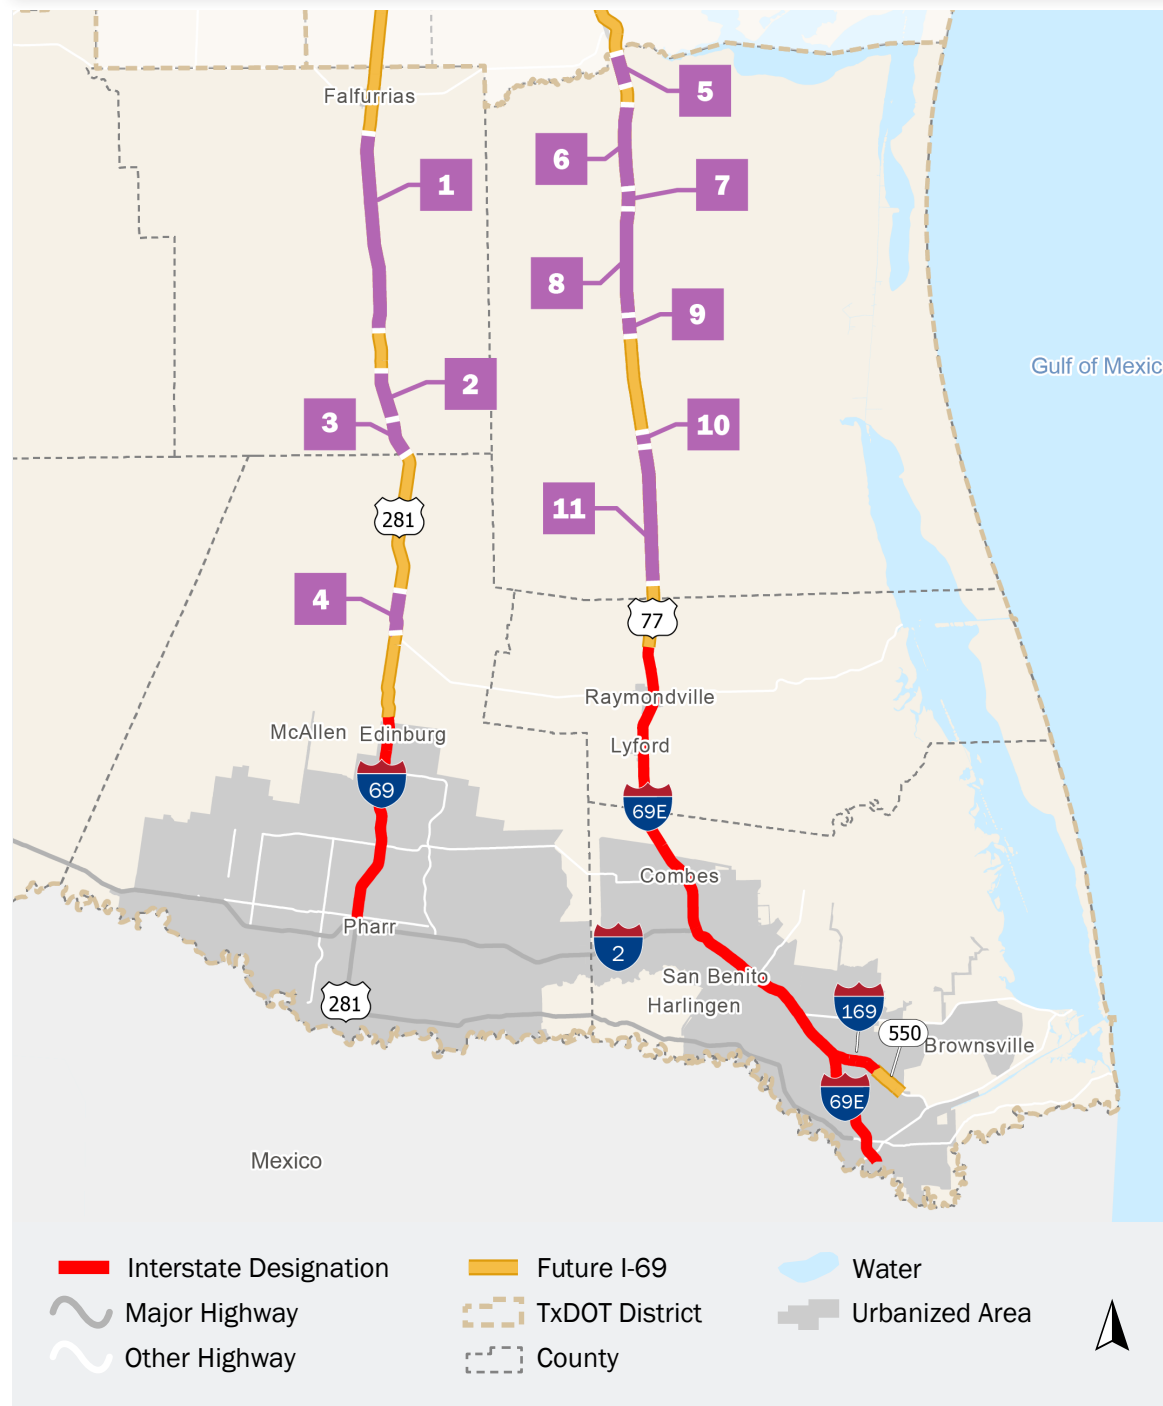 5
Falfurrias
6
1
7
8
9
Gulf of Mexic
2
3
10
11
281
4
77
Raymondville
McAllen
Edinburg
Lyford
69
69E
Combes
Pharr
2
San Benito
281
Harlingen
169
550
Brownsville
69E
Mexico
Interstate Designation
Future I-69
Water
Major Highway
TxDOT District
Urbanized Area
Other Highway
County